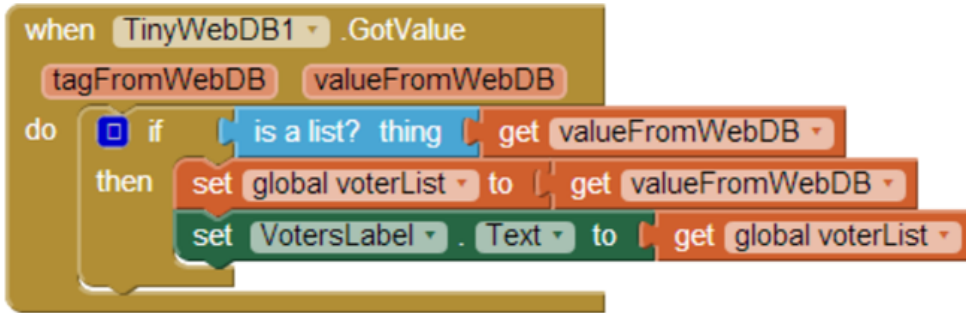 when TinyWebDB1 .GotValue
tagFromWebDB valueFromWebDB
do if is a list? thing get valueFromWebDB
then set global voterList to get valueFromWebDB
set VotersLabel . Text to get global voterList